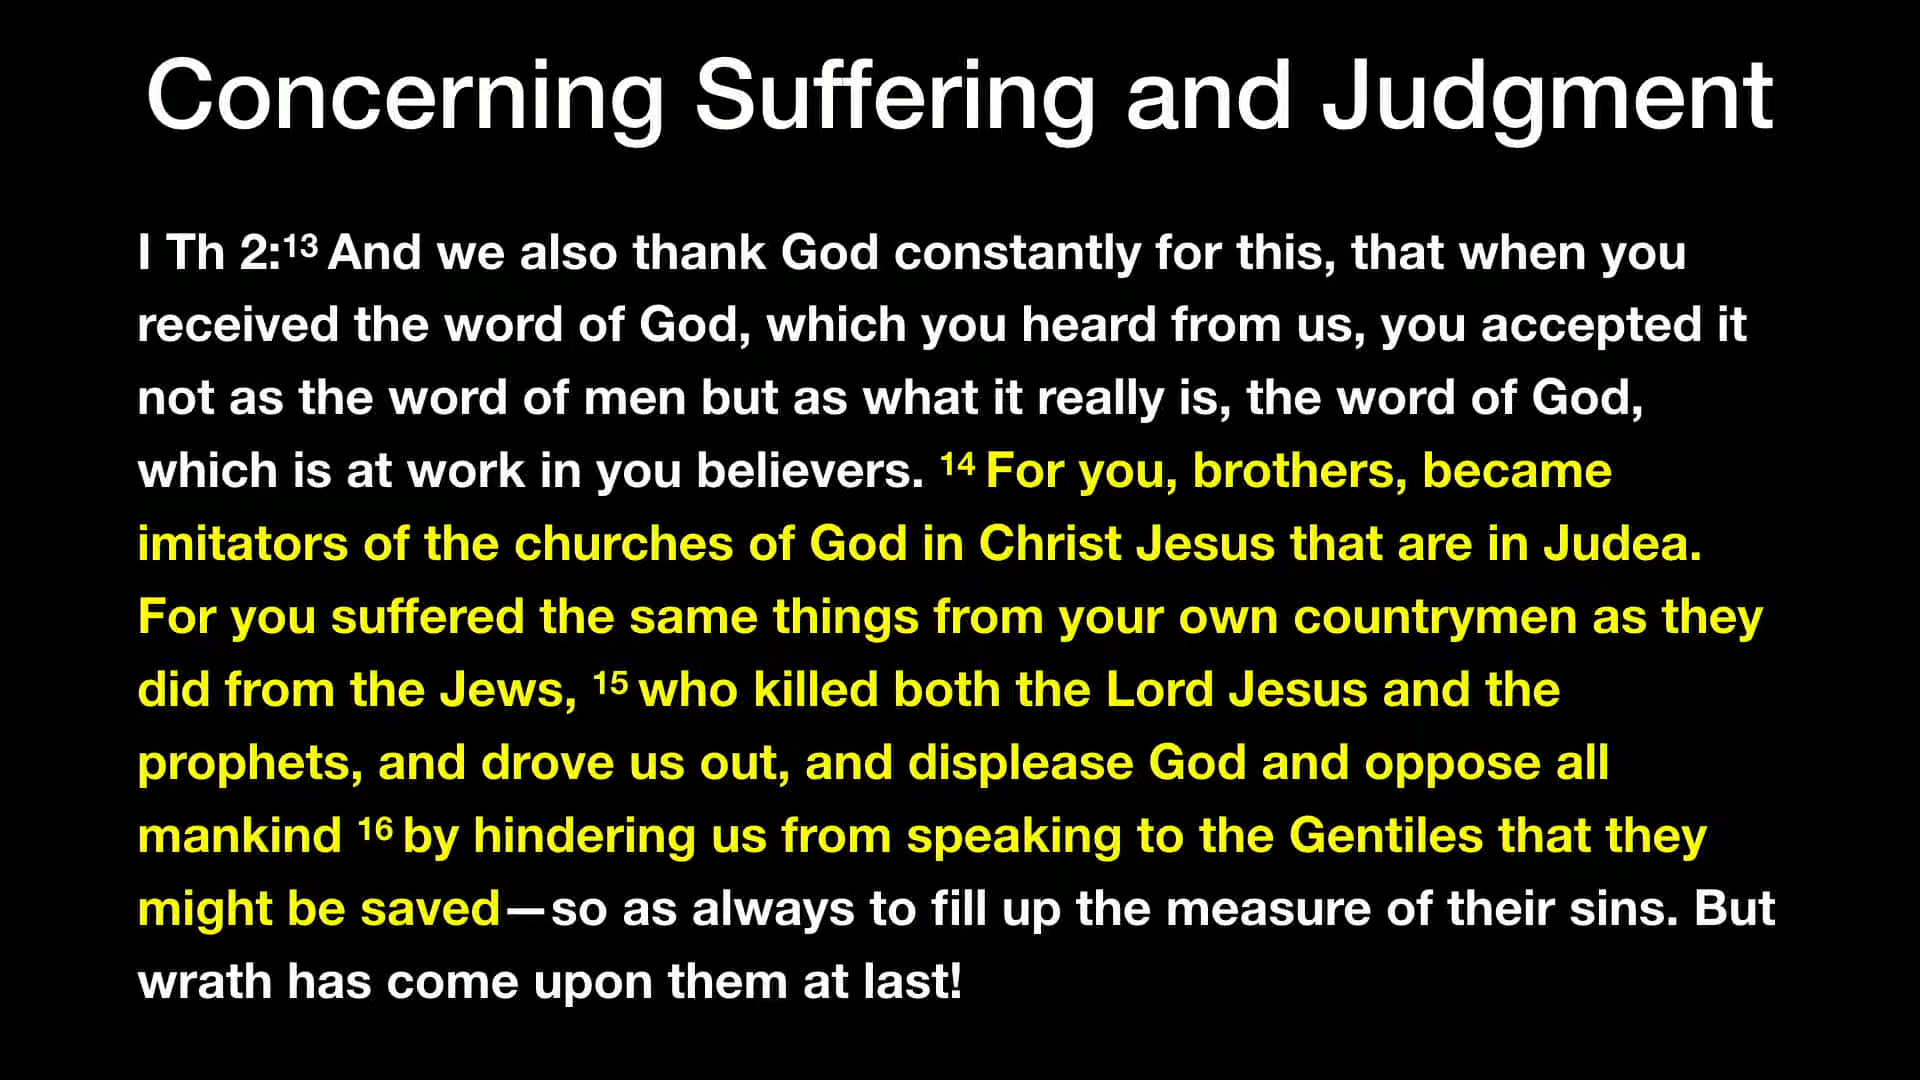 Concerning Suffering and Judgment
I Th 2:¹³ And we also thank God constantly for this, that when you
received the word of God, which you heard from us, you accepted it
not as the word of men but as what it really is, the word of God,
which is at work in you believers. ¹⁴ For you, brothers, became
imitators of the churches of God in Christ Jesus that are in Judea.
For you suffered the same things from your own countrymen as they
did from the Jews, ¹⁵ who killed both the Lord Jesus and the
prophets, and drove us out, and displease God and oppose all
mankind ¹⁶ by hindering us from speaking to the Gentiles that they
might be saved—so as always to fill up the measure of their sins. But
wrath has come upon them at last!